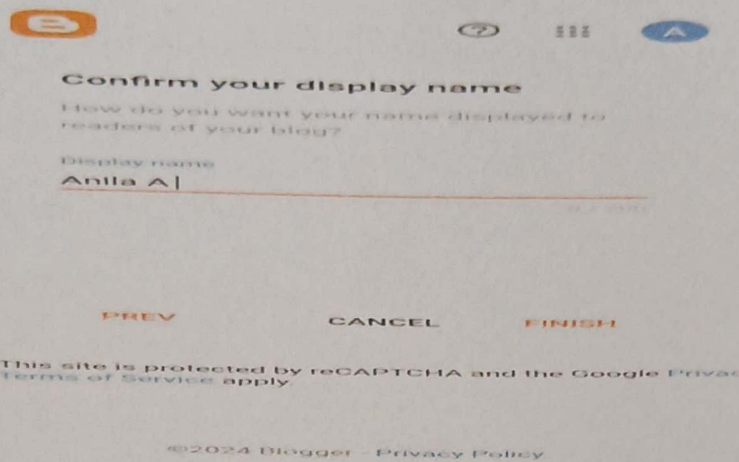 A
Confirm your display name
How do you want your name displayed to
readers of your blog?
Display name
Anila A
PREV CANCEL FINISH
This site is protected by reCAPTCHA and the Google
Terms of Service apply.
©2024 Blogger - Privacy Policy